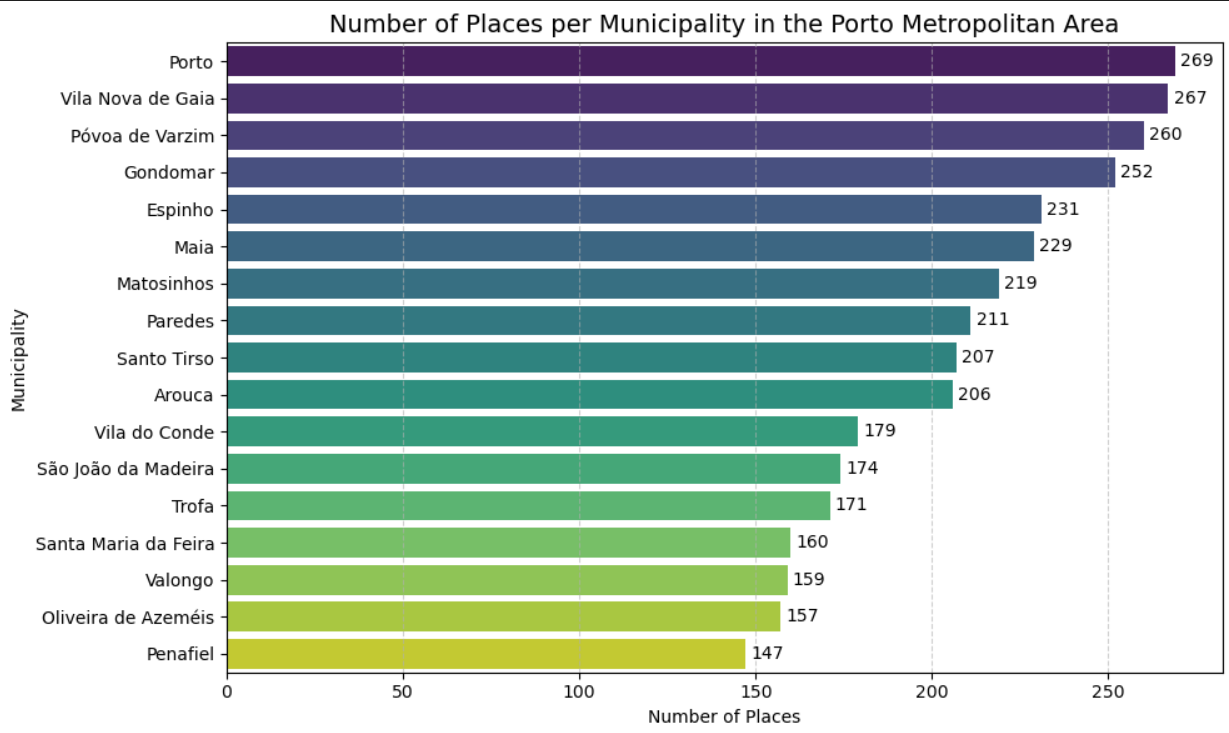 Number of Places per Municipality in the Porto Metropolitan Area
Municipality
Porto 269
Vila Nova de Gaia 267
Póvoa de Varzim 260
Gondomar 252
Espinho 231
Maia 229
Matosinhos 219
Paredes 211
Santo Tirso 207
Arouca 206
Vila do Conde 179
São João da Madeira 174
Trofa 171
Santa Maria da Feira 160
Valongo 159
Oliveira de Azeméis 157
Penafiel 147
0 50 100 150 200 250
Number of Places